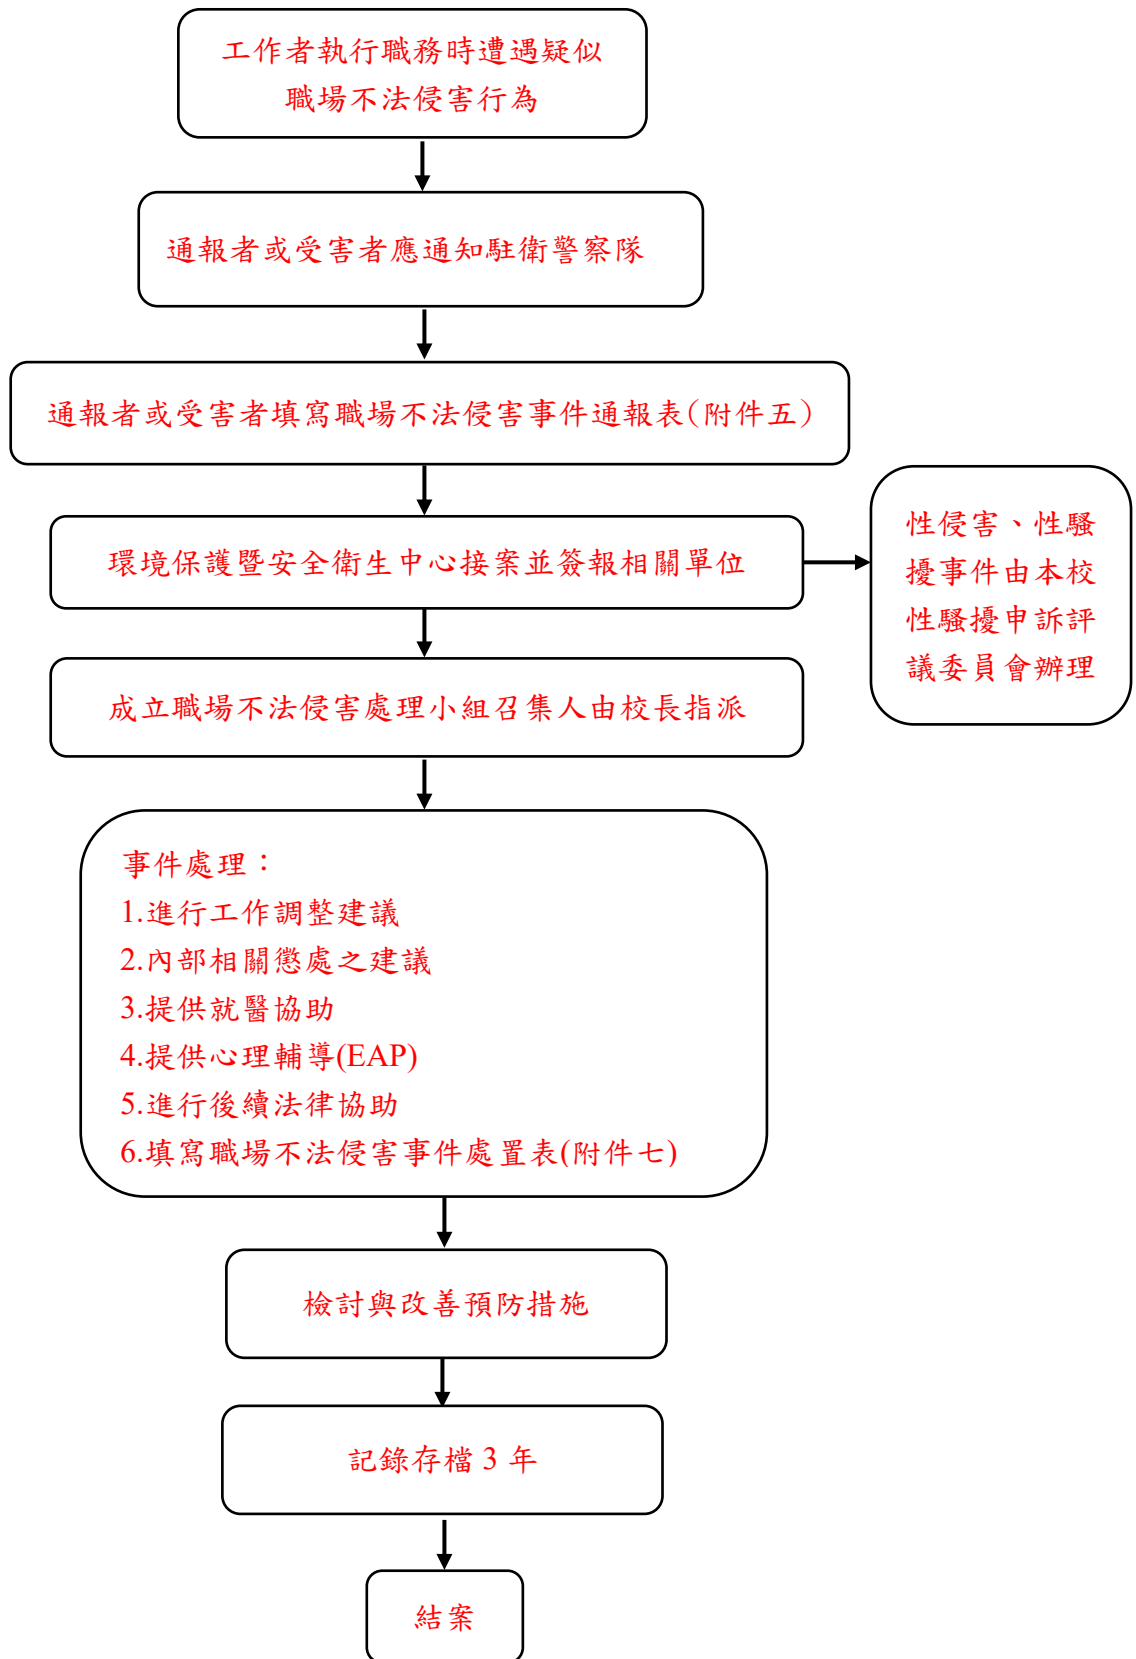 工作者執行職務時遭遇疑似
職場不法侵害行為
通報者或受害者應通知駐衛警察隊
通報者或受害者填寫職場不法侵害事件通報表(附件五)
環境保護暨安全衛生中心接案並簽報相關單位
性侵害、性騷
擾事件由本校
性騷擾申訴評
議委員會辦理
成立職場不法侵害處理小組召集人由校長指派
事件處理：
1.進行工作調整建議
2.內部相關懲處之建議
3.提供就醫協助
4.提供心理輔導(EAP)
5.進行後續法律協助
6.填寫職場不法侵害事件處置表(附件七)
檢討與改善預防措施
記錄存檔 3 年
結案